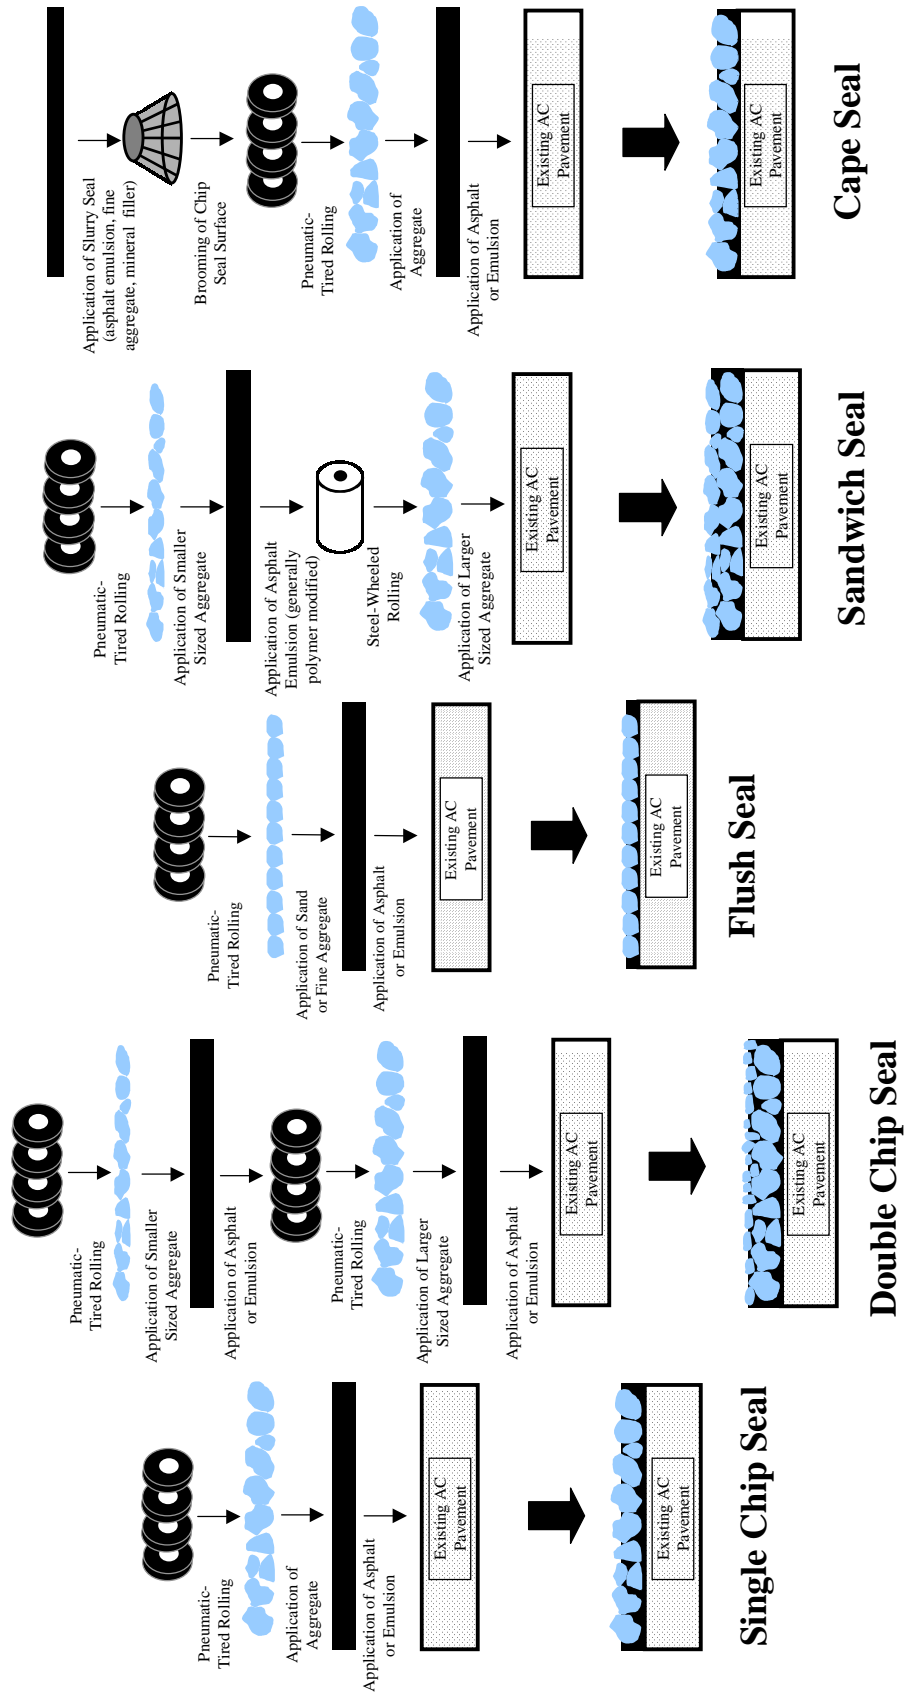 Pneumatic-
Tired Rolling
Application of
Aggregate
Application of Asphalt
or Emulsion
Existing AC
Pavement
Existing AC
Pavement
Single Chip Seal
Pneumatic-
Tired Rolling
Application of Smaller
Sized Aggregate
Application of Asphalt
or Emulsion
Pneumatic-
Tired Rolling
Application of Larger
Sized Aggregate
Application of Asphalt
or Emulsion
Existing AC
Pavement
Existing AC
Pavement
Double Chip Seal
Pneumatic-
Tired Rolling
Application of Sand
or Fine Aggregate
Application of Asphalt
or Emulsion
Existing AC
Pavement
Existing AC
Pavement
Flush Seal
Pneumatic-
Tired Rolling
Application of Smaller
Sized Aggregate
Application of Asphalt
Emulsion (generally
polymer modified)
Steel-Wheeled
Rolling
Application of Larger
Sized Aggregate
Existing AC
Pavement
Existing AC
Pavement
Sandwich Seal
Application of Slurry Seal
(asphalt emulsion, fine
aggregate, mineral filler)
Brooming of Chip
Seal Surface
Pneumatic-
Tired Rolling
Application of
Aggregate
Application of Asphalt
or Emulsion
Existing AC
Pavement
Existing AC
Pavement
Cape Seal